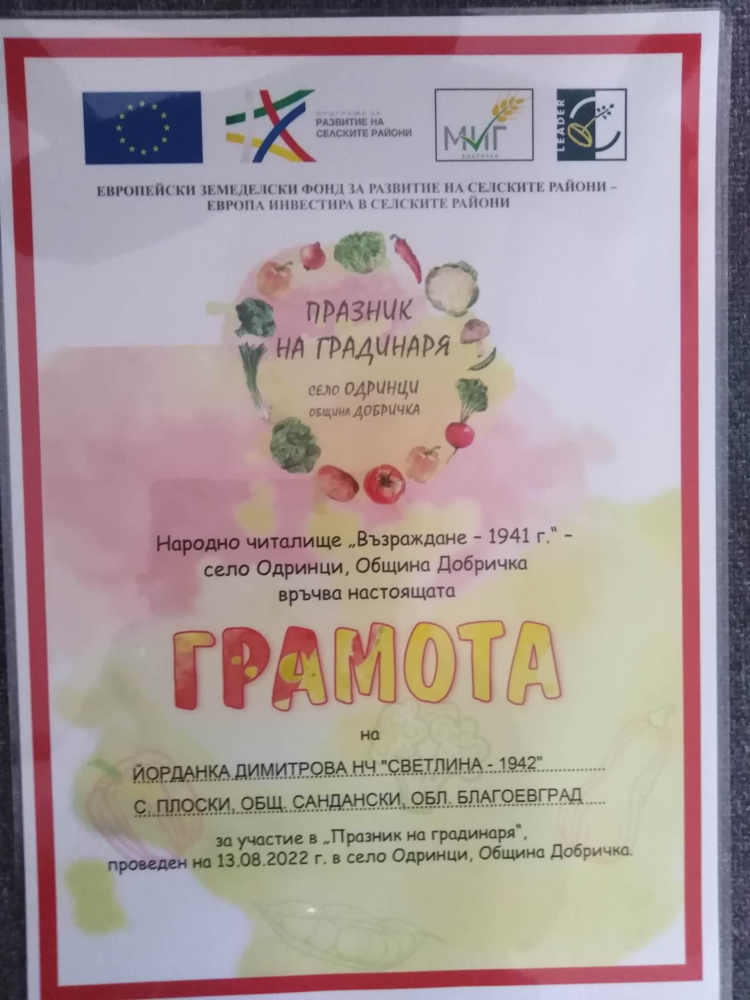 ПРОГРАМА ЗА
РАЗВИТИЕ НА
СЕЛСКИТЕ РАЙОНИ
МИГ
ДОБРИЧКА
LEADER
ЕВРОПЕЙСКИ ЗЕМЕДЕЛСКИ ФОНД ЗА РАЗВИТИЕ НА СЕЛСКИТЕ РАЙОНИ –
ЕВРОПА ИНВЕСТИРА В СЕЛСКИТЕ РАЙОНИ
ПРАЗНИК
НА ГРАДИНАРЯ
СЕЛО ОДРИНЦИ
ОБЩИНА ДОБРИЧКА
Народно читалище „Възраждане – 1941 г." –
село Одринци, Община Добричка
връчва настоящата
ГРАМОТА
на
ЙОРДАНКА ДИМИТРОВА НЧ "СВЕТЛИНА - 1942"
С. ПЛОСКИ, ОБЩ. САНДАНСКИ, ОБЛ. БЛАГОЕВГРАД
за участие в „Празник на градинаря",
проведен на 13.08.2022 г. в село Одринци, Община Добричка.